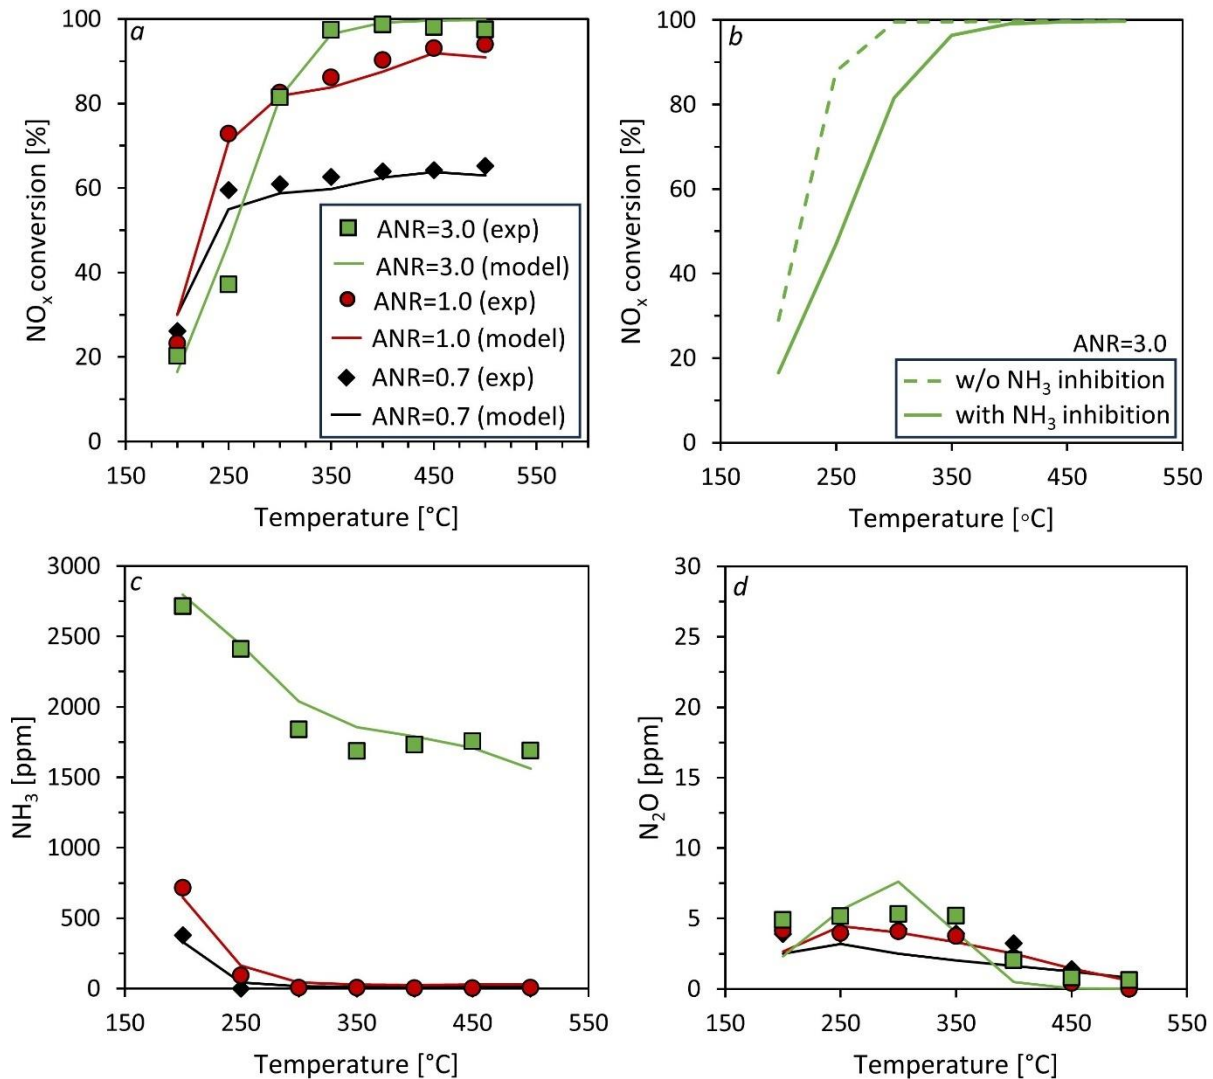 a
NOx conversion [%]
100
80
60
40
20
0
ANR=3.0 (exp)
ANR=3.0 (model)
ANR=1.0 (exp)
ANR=1.0 (model)
ANR=0.7 (exp)
ANR=0.7 (model)
150 250 350 450 550
Temperature [°C]
b
NOx conversion [%]
100
80
60
40
20
0
ANR=3.0
w/o NH3 inhibition
with NH3 inhibition
150 250 350 450 550
Temperature [°C]
c
NH3 [ppm]
3000
2500
2000
1500
1000
500
0
150 250 350 450 550
Temperature [°C]
d
N2O [ppm]
30
25
20
15
10
5
0
150 250 350 450 550
Temperature [°C]